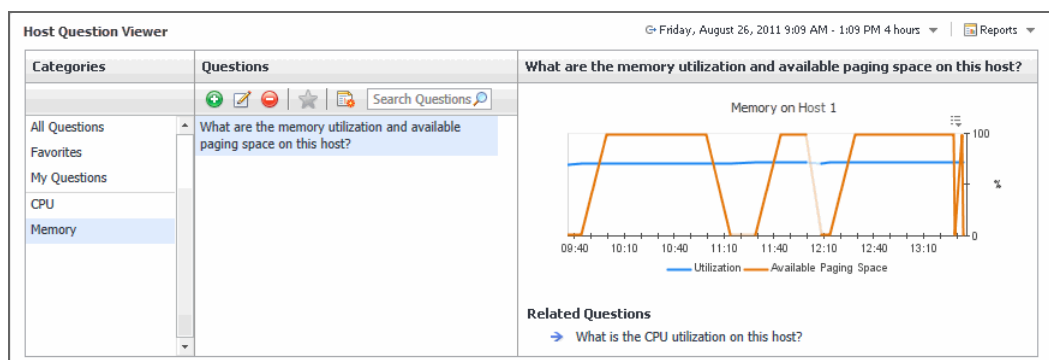 Host Question Viewer
Friday, August 26, 2011 9:09 AM - 1:09 PM 4 hours
Reports
Categories
Questions
What are the memory utilization and available paging space on this host?
Search Questions
All Questions
Favorites
My Questions
CPU
Memory
What are the memory utilization and available
paging space on this host?
Memory on Host 1
100
%
0
09:40 10:10 10:40 11:10 11:40 12:10 12:40 13:10
Utilization Available Paging Space
Related Questions
What is the CPU utilization on this host?